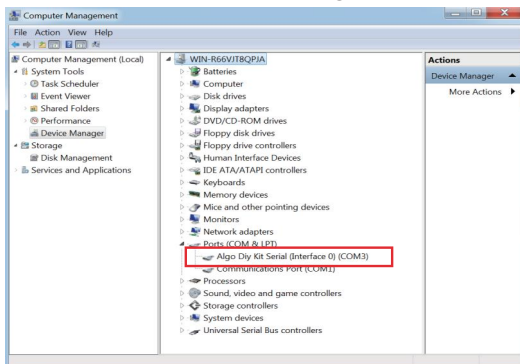 Computer Management
File Action View Help
Computer Management (Local)
System Tools
Task Scheduler
Event Viewer
Shared Folders
Performance
Device Manager
Storage
Disk Management
Services and Applications
WIN-R66VJT8QPJA
Batteries
Computer
Disk drives
Display adapters
DVD/CD-ROM drives
Floppy disk drives
Floppy drive controllers
Human Interface Devices
IDE ATA/ATAPI controllers
Keyboards
Memory devices
Mice and other pointing devices
Monitors
Network adapters
Ports (COM & LPT)
Algo Diy Kit Serial (Interface 0) (COM3)
Communications Port (COM1)
Processors
Sound, video and game controllers
Storage controllers
System devices
Universal Serial Bus controllers
Actions
Device Manager
More Actions